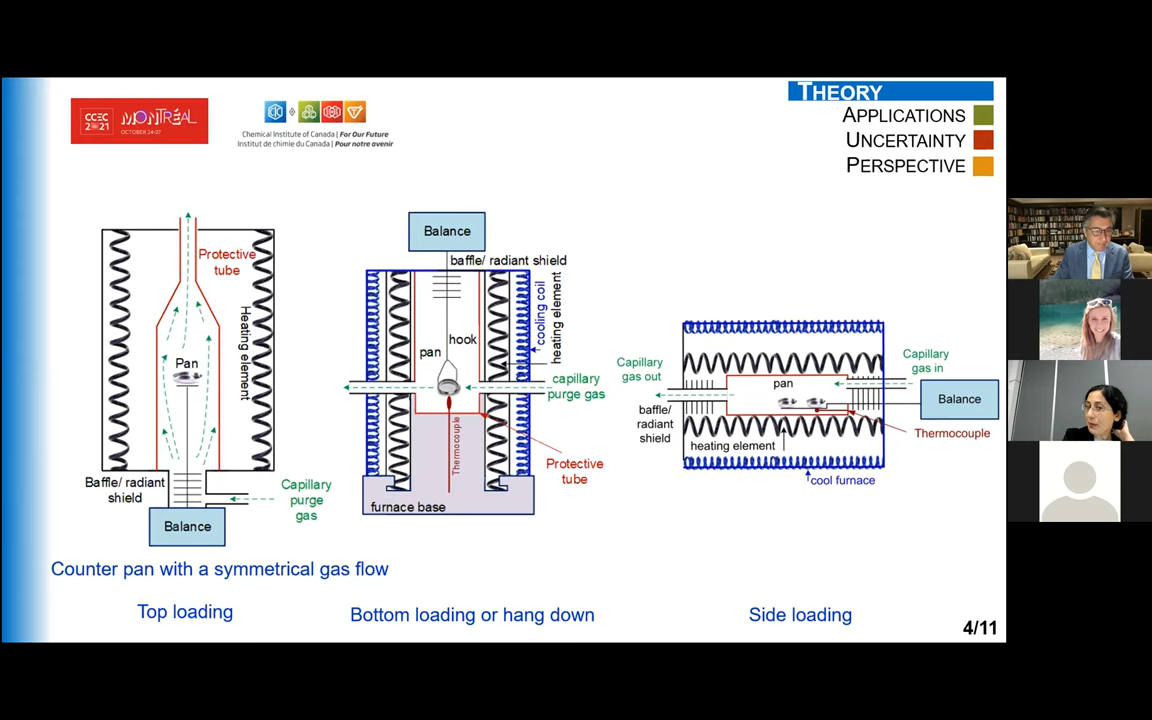 THEORY
APPLICATIONS
UNCERTAINTY
PERSPECTIVE
CCEC
2021
MONTRÉAL
OCTOBER 24-27
Chemical Institute of Canada | For Our Future
Institut de chimie du Canada | Pour notre avenir
Protective
tube
Heating element
Pan
Baffle/ radiant
shield
Capillary
purge
gas
Balance
Counter pan with a symmetrical gas flow
Top loading
Balance
baffle/ radiant shield
cooling coil
heating element
hook
pan
capillary
purge gas
Thermocouple
Protective
tube
furnace base
Bottom loading or hang down
Capillary
gas out
Capillary
gas in
pan
Balance
baffle/
radiant
shield
Thermocouple
heating element
cool furnace
Side loading
4/11